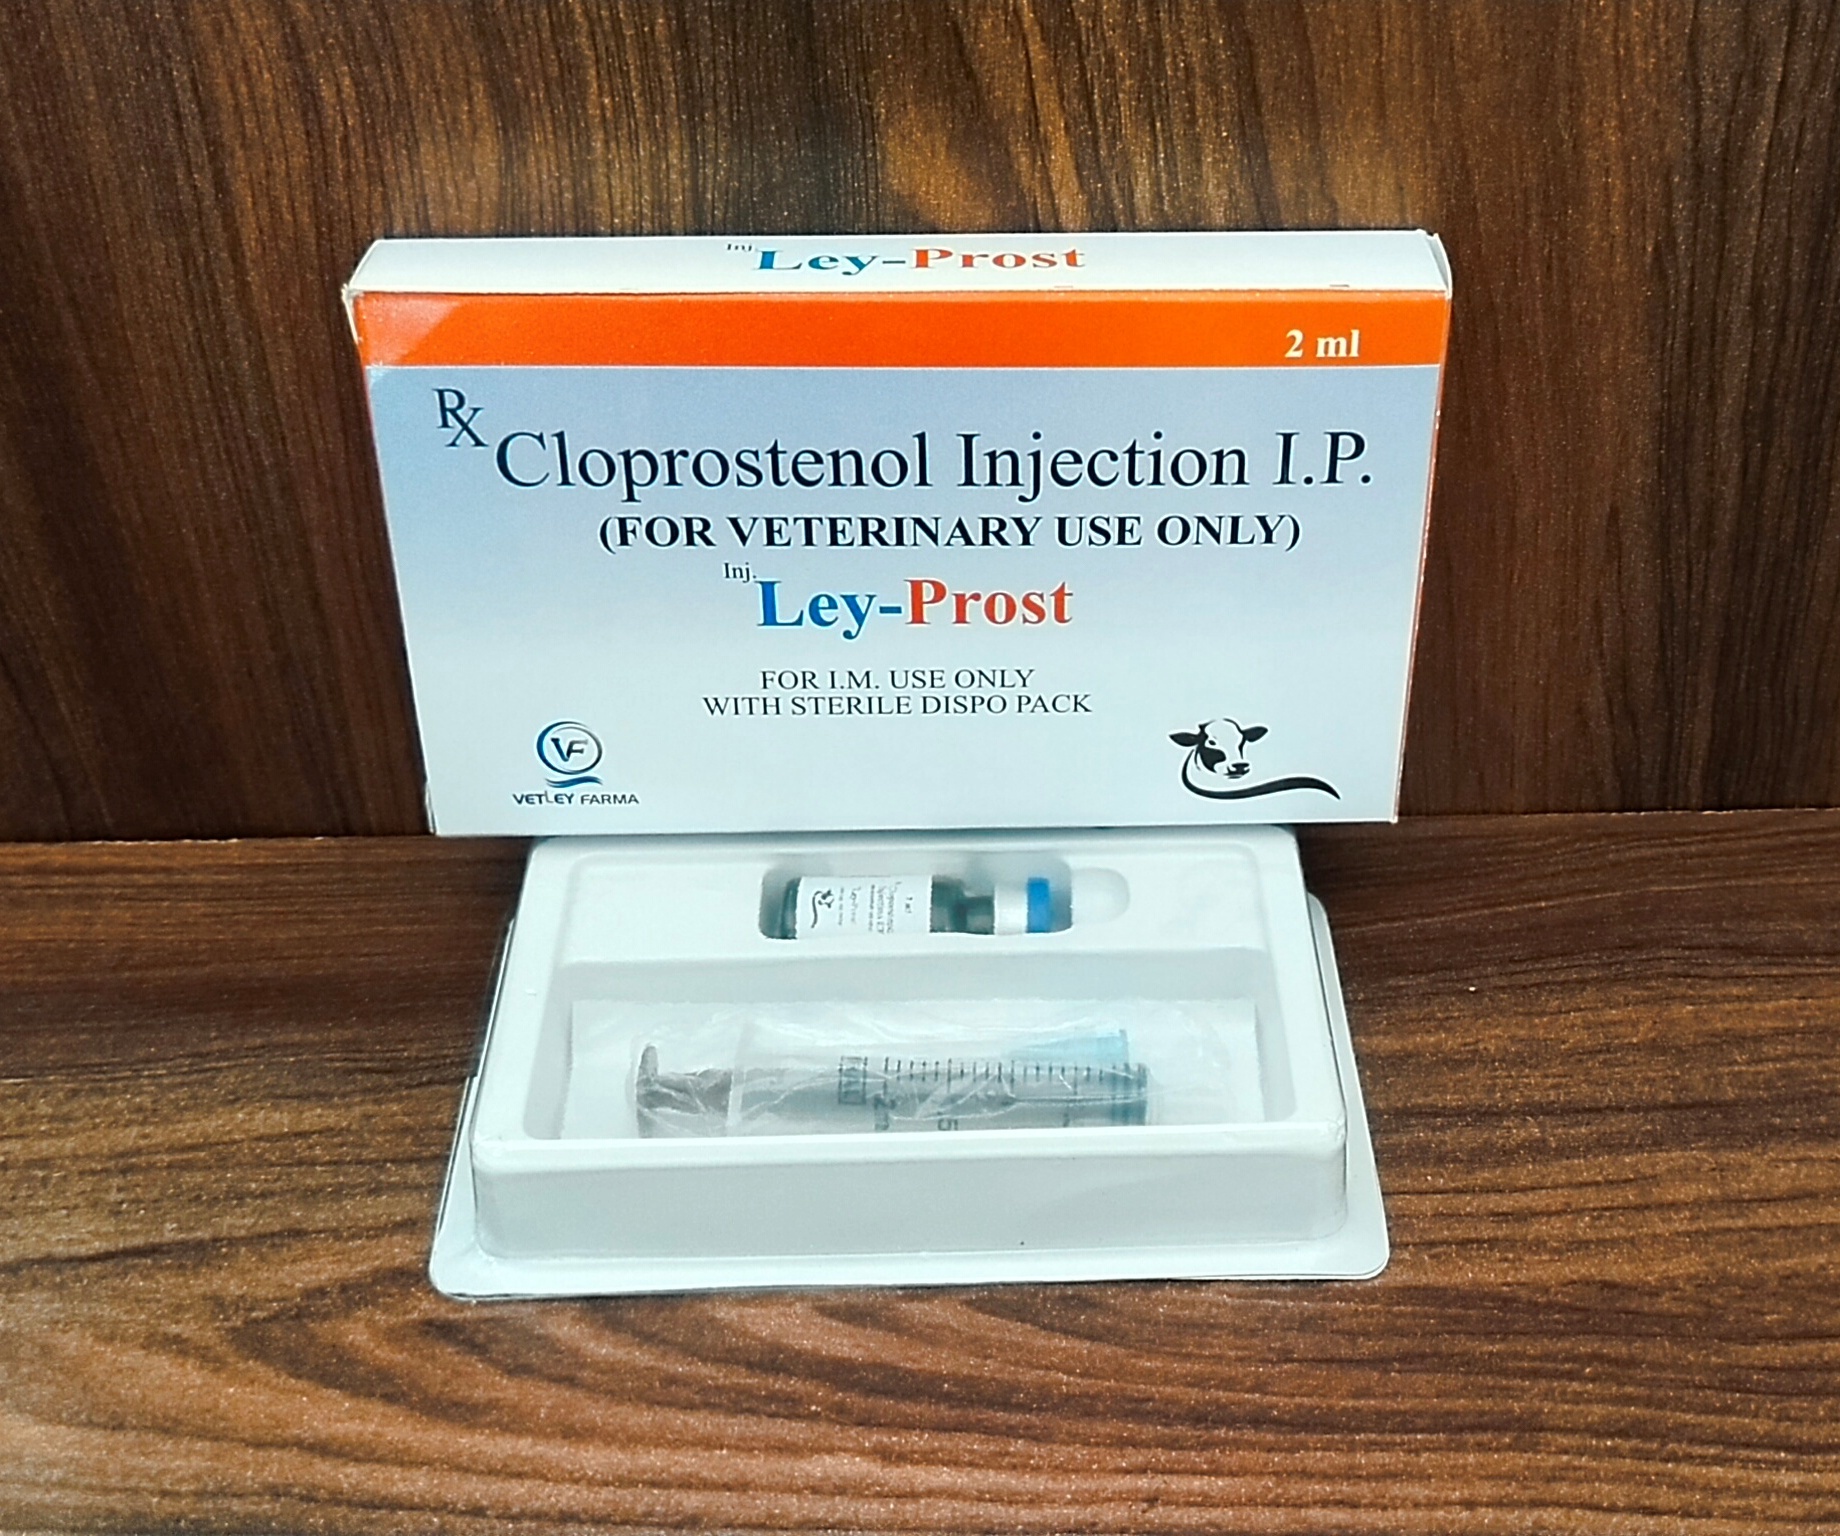 Inj. Ley-Prost
2 ml
Rx Cloprostenol Injection I.P.
(FOR VETERINARY USE ONLY)
Inj. Ley-Prost
FOR I.M. USE ONLY
WITH STERILE DISPO PACK
VF
VETLEY FARMA